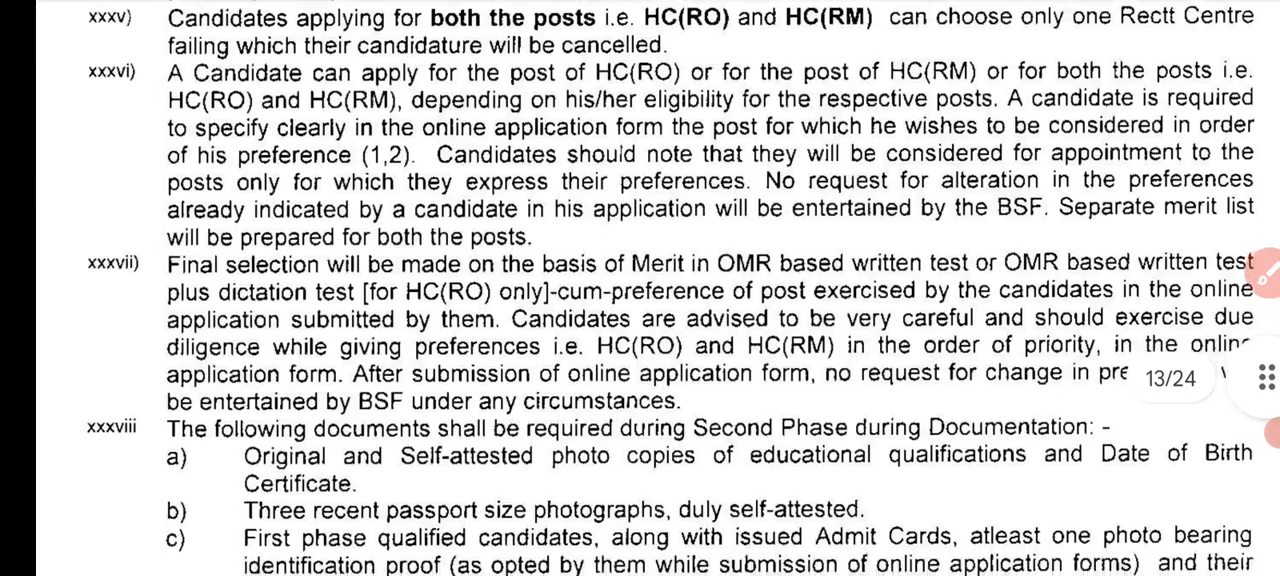 xxxv) Candidates applying for both the posts i.e. HC(RO) and HC(RM) can choose only one Rectt Centre
failing which their candidature will be cancelled.
xxxvi) A Candidate can apply for the post of HC(RO) or for the post of HC(RM) or for both the posts i.e.
HC(RO) and HC(RM), depending on his/her eligibility for the respective posts. A candidate is required
to specify clearly in the online application form the post for which he wishes to be considered in order
of his preference (1,2). Candidates should note that they will be considered for appointment to the
posts only for which they express their preferences. No request for alteration in the preferences
already indicated by a candidate in his application will be entertained by the BSF. Separate merit list
will be prepared for both the posts.
xxxvii) Final selection will be made on the basis of Merit in OMR based written test or OMR based written test
plus dictation test [for HC(RO) only]-cum-preference of post exercised by the candidates in the online
application submitted by them. Candidates are advised to be very careful and should exercise due
diligence while giving preferences i.e. HC(RO) and HC(RM) in the order of priority, in the online
application form. After submission of online application form, no request for change in
13/24
be entertained by BSF under any circumstances.
xxxviii The following documents shall be required during Second Phase during Documentation: -
a) Original and Self-attested photo copies of educational qualifications and Date of Birth
Certificate.
b) Three recent passport size photographs, duly self-attested.
c) First phase qualified candidates, along with issued Admit Cards, atleast one photo bearing
identification proof (as opted by them while submission of online application forms) and their